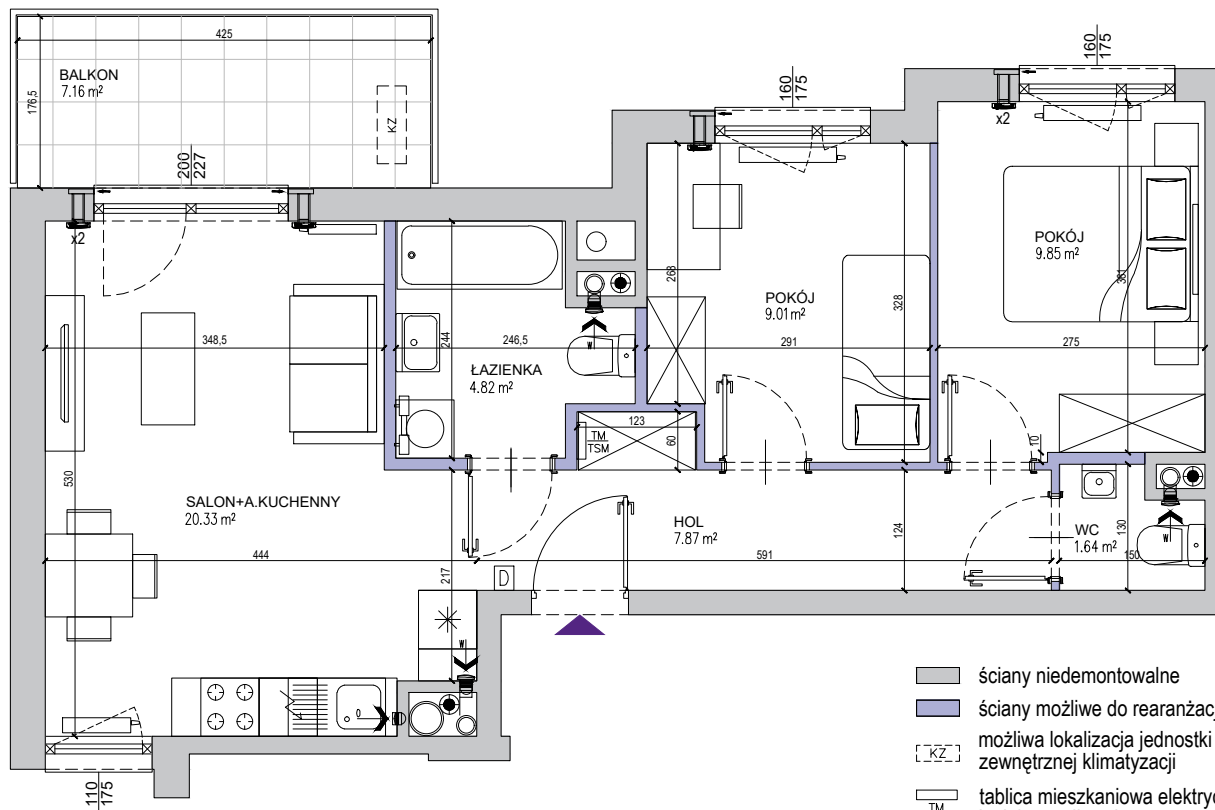 425
BALKON
7.16 m²
176,5
KZ
200
227
160
175
160
175
x2
x2
POKÓJ
9.85 m²
361
POKÓJ
9.01 m²
268
328
348,5
244
246,5
291
275
ŁAZIENKA
4.82 m²
W
123
TM
TSM
60
10
530
SALON+A.KUCHENNY
20.33 m²
HOL
7.87 m²
124
WC
1.64 m²
130
W
444
591
150
217
D
W
110
175
ściany niedemontowalne
ściany możliwe do rearanżac
KZ
możliwa lokalizacja jednostki
zewnętrznej klimatyzacji
TM
tablica mieszkaniowa elektryc